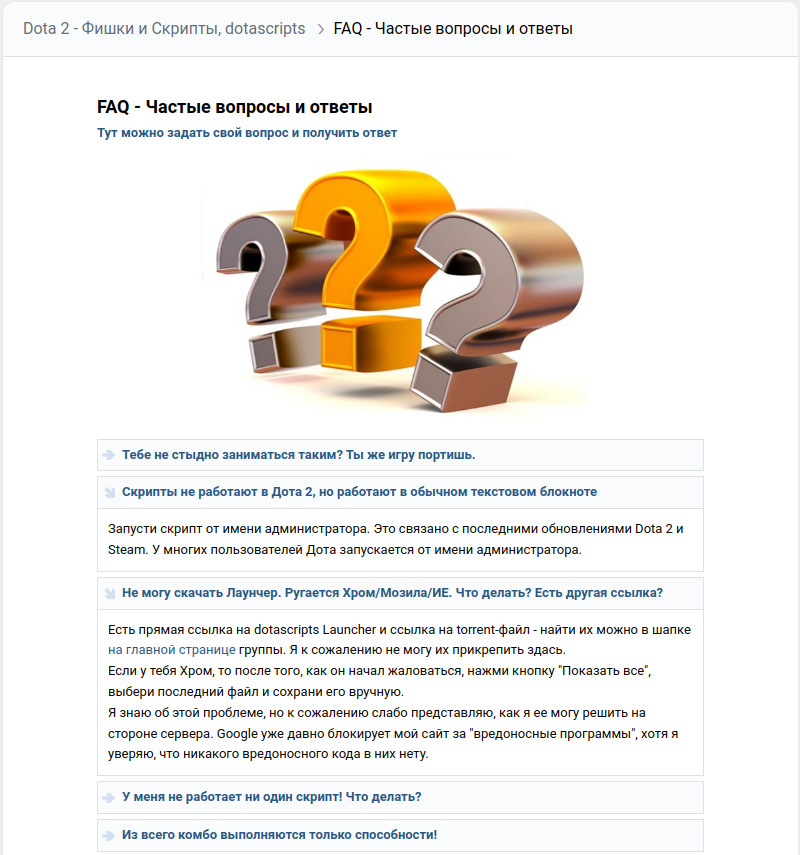 Dota 2 - Фишки и Скрипты, dotascripts > FAQ - Частые вопросы и ответы
FAQ - Частые вопросы и ответы
Тут можно задать свой вопрос и получить ответ
Тебе не стыдно заниматься таким? Ты же игру портишь.
Скрипты не работают в Дота 2, но работают в обычном текстовом блокноте
Запусти скрипт от имени администратора. Это связано с последними обновлениями Dota 2 и
Steam. У многих пользователей Дота запускается от имени администратора.
Не могу скачать Лаунчер. Ругается Хром/Мозила/ИЕ. Что делать? Есть другая ссылка?
Есть прямая ссылка на dotascripts Launcher и ссылка на torrent-файл - найти их можно в шапке
на главной странице группы. Я к сожалению не могу их прикрепить здесь.
Если у тебя Хром, то после того, как он начал жаловаться, нажми кнопку "Показать все",
выбери последний файл и сохрани его вручную.
Я знаю об этой проблеме, но к сожалению слабо представляю, как я ее могу решить на
стороне сервера. Google уже давно блокирует мой сайт за "вредоносные программы", хотя я
уверяю, что никакого вредоносного кода в них нету.
У меня не работает ни один скрипт! Что делать?
Из всего комбо выполняются только способности!